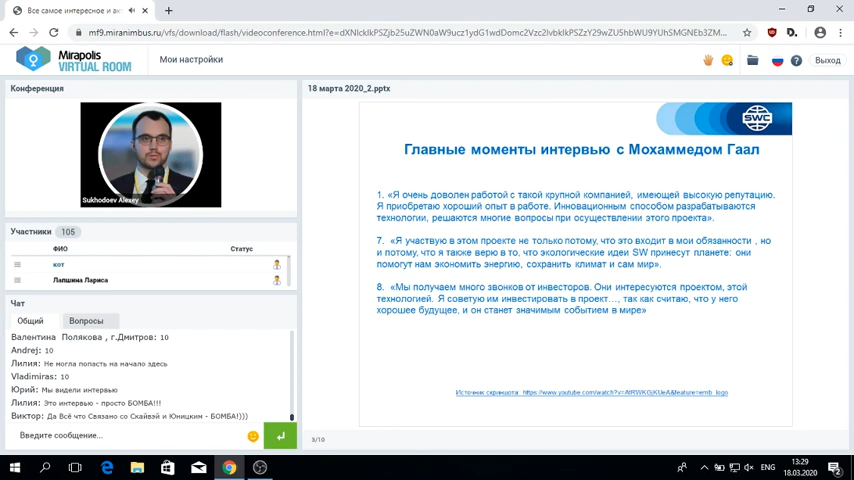 Все самое интересное и акт
mf9.miranimbus.ru/vfs/download/flash/videoconference.html?e=
Mirapolis
VIRTUAL ROOM
Мои настройки
Выход
Конференция
Sukhodoev Alexey
Участники 105
ФИО Статус
кот
Лапшина Лариса
Чат
Общий Вопросы
Валентина Полякова , г.Дмитров: 10
Andrej: 10
Лилия: Не могла попасть на начало здесь
Vladimiras: 10
Юрий: Мы видели интервью
Лилия: Это интервью - просто БОМБА!!!
Виктор: Да Всё что Связано со Скайвэй и Юницким - БОМБА!)))
Введите сообщение...
18 марта 2020_2.pptx
SWC
Главные моменты интервью с Мохаммедом Гаал
1. «Я очень доволен работой с такой крупной компанией, имеющей высокую репутацию.
Я приобретаю хороший опыт в работе. Инновационным способом разрабатываются
технологии, решаются многие вопросы при осуществлении этого проекта».
7. «Я участвую в этом проекте не только потому, что это входит в мои обязанности , но
и потому, что я также верю в то, что экологические идеи SW принесут планете: они
помогут нам экономить энергию, сохранить климат и сам мир».
8. «Мы получаем много звонков от инвесторов. Они интересуются проектом, этой
технологией. Я советую им инвестировать в проект…, так как считаю, что у него
хорошее будущее, и он станет значимым событием в мире»
Источник скриншота: https://www.youtube.com/watch?
3/10
ENG
13:29
18.03.2020
2